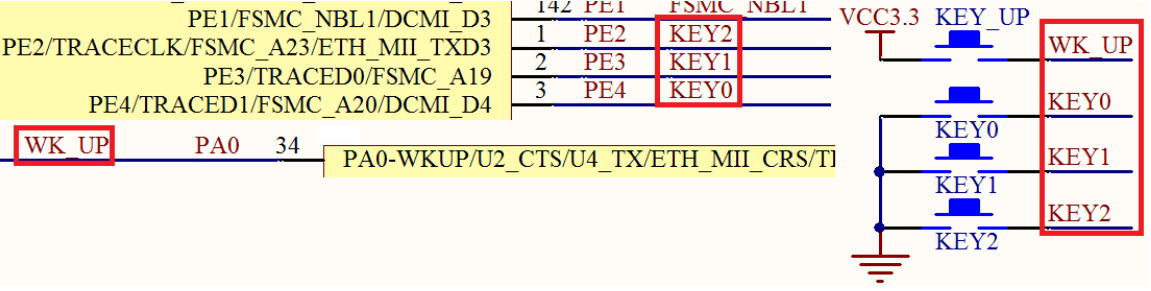 PE1/FSMC_NBL1/DCMI_D3 142 PE1 FSMC_NBL1
PE2/TRACECLK/FSMC_A23/ETH_MII_TXD3 1 PE2 KEY2
PE3/TRACED0/FSMC_A19 2 PE3 KEY1
PE4/TRACED1/FSMC_A20/DCMI_D4 3 PE4 KEY0
WK_UP PA0 34 PA0-WKUP/U2_CTS/U4_TX/ETH_MII_CRS/
VCC3.3 KEY_UP
WK_UP
KEY0
KEY0
KEY1
KEY1
KEY2
KEY2